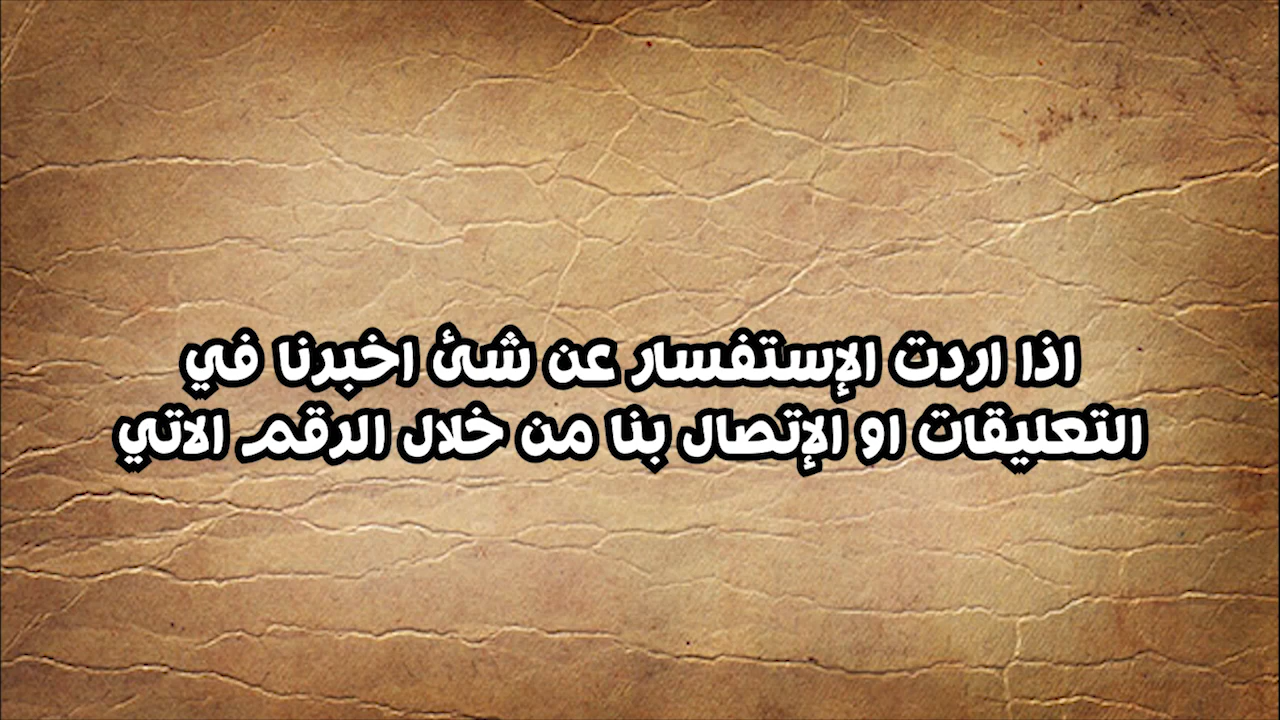 اذا اردت الإستفسار عن شئ اخبرنا في
التعليقات او الإتصال بنا من خلال الرقم الاتي